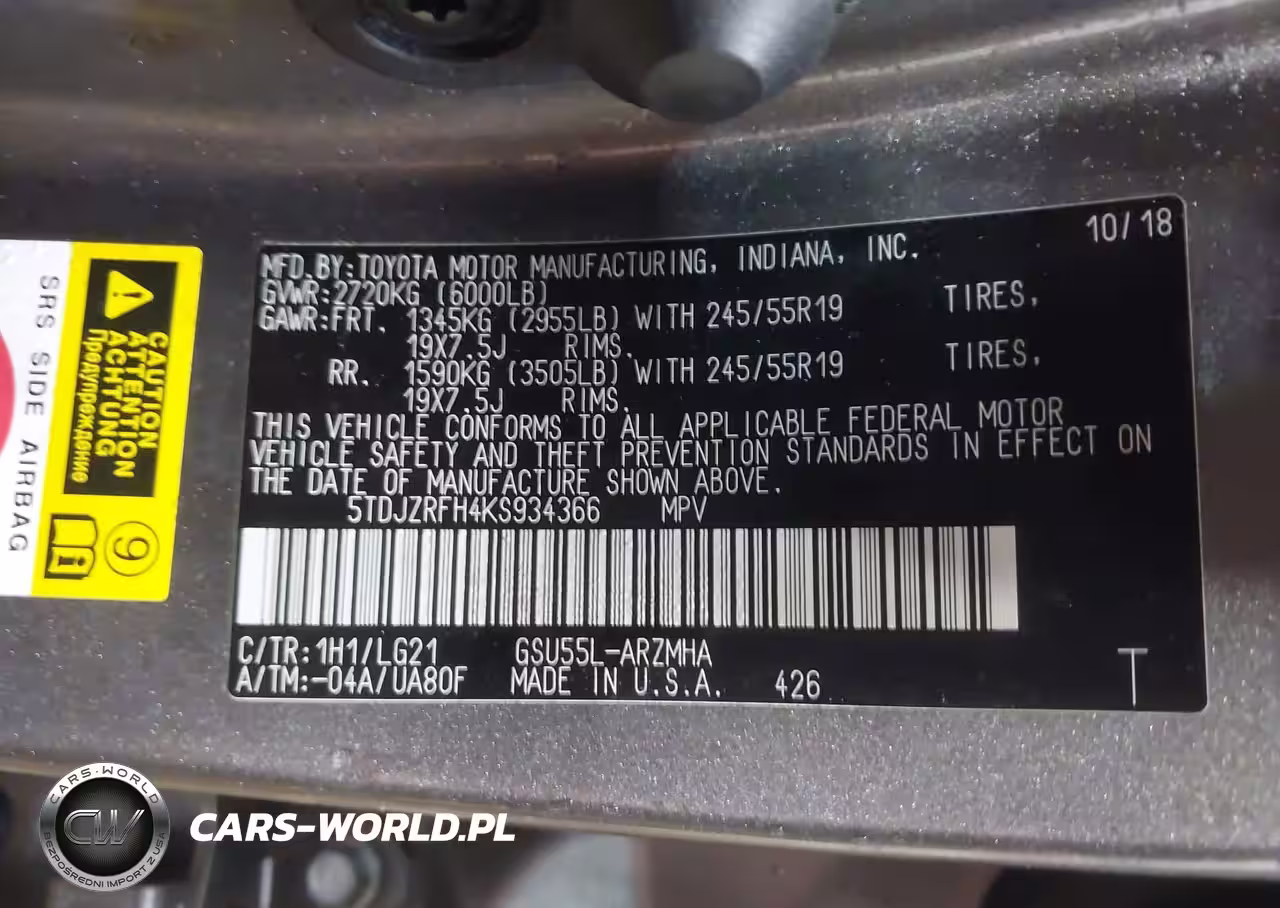 10/18
MFD.BY:TOYOTA MOTOR MANUFACTURING, INDIANA, INC.
GVWR:2720KG (6000LB)
GAWR:FRT. 1345KG (2955LB) WITH 245/55R19 TIRES,
19X7.5J RIMS.
RR. 1590KG (3505LB) WITH 245/55R19 TIRES,
19X7.5J RIMS.
THIS VEHICLE CONFORMS TO ALL APPLICABLE FEDERAL MOTOR
VEHICLE SAFETY AND THEFT PREVENTION STANDARDS IN EFFECT ON
THE DATE OF MANUFACTURE SHOWN ABOVE.
5TDJZRFH4KS934366 MPV
C/TR:1H1/LG21 GSU55L-ARZMHA
A/TM:-04A/UA80F MADE IN U.S.A. 426
T
CAUTION
ATTENTION
ACHTUNG
Предупреждение
9
SRS SIDE AIRBAG
CARS-WORLD
CW
BEZPOŚREDNI IMPORT Z USA
CARS-WORLD.PL